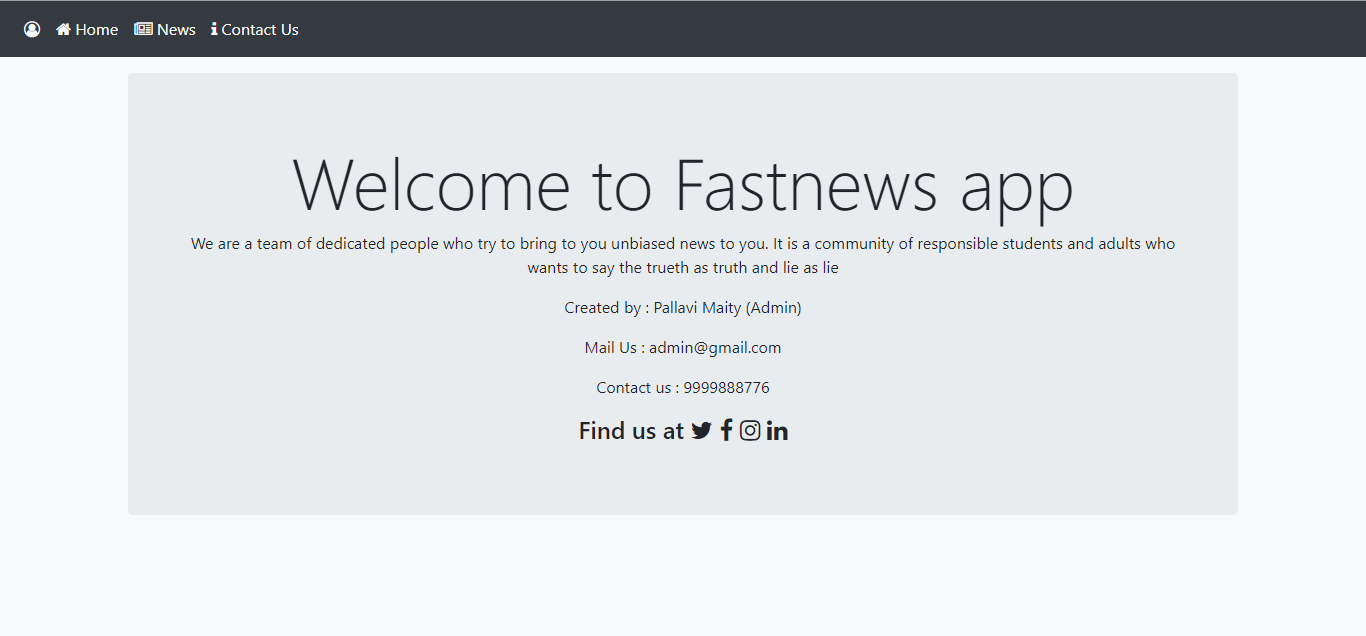 Home News Contact Us
Welcome to Fastnews app
We are a team of dedicated people who try to bring to you unbiased news to you. It is a community of responsible students and adults who
wants to say the trueth as truth and lie as lie
Created by : Pallavi Maity (Admin)
Mail Us : admin@gmail.com
Contact us : 9999888776
Find us at